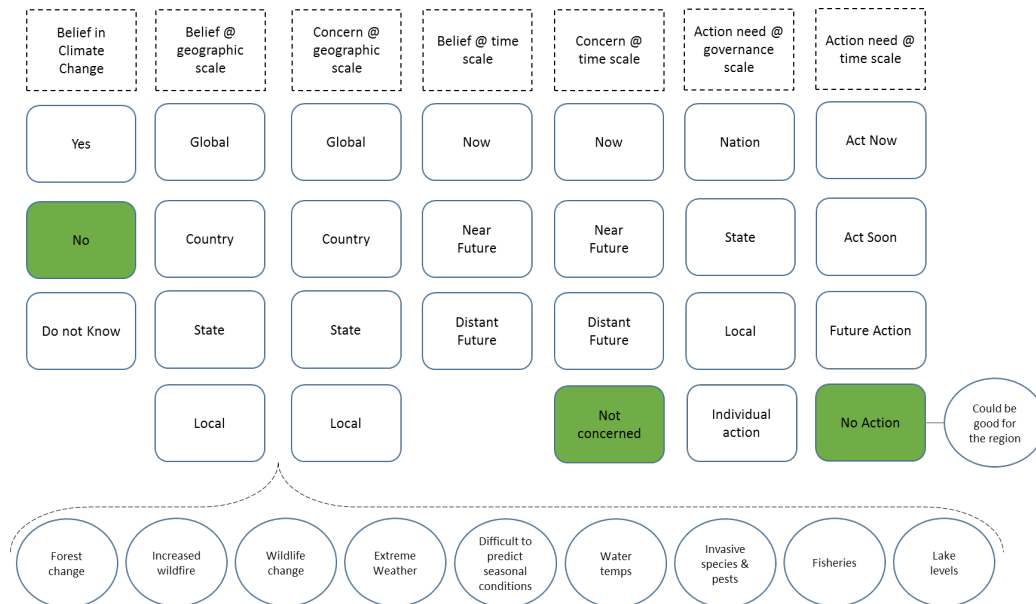 Belief in
Climate
Change
Belief @
geographic
scale
Concern @
geographic
scale
Belief @ time
scale
Concern @
time scale
Action need @
governance
scale
Action need @
time scale
Yes
Global
Global
Now
Now
Nation
Act Now
No
Country
Country
Near
Future
Near
Future
State
Act Soon
Do not Know
State
State
Distant
Future
Distant
Future
Local
Future Action
Local
Local
Not
concerned
Individual
action
No Action
Could be
good for
the region
Forest
change
Increased
wildfire
Wildlife
change
Extreme
Weather
Difficult to
predict
seasonal
conditions
Water
temps
Invasive
species &
pests
Fisheries
Lake
levels